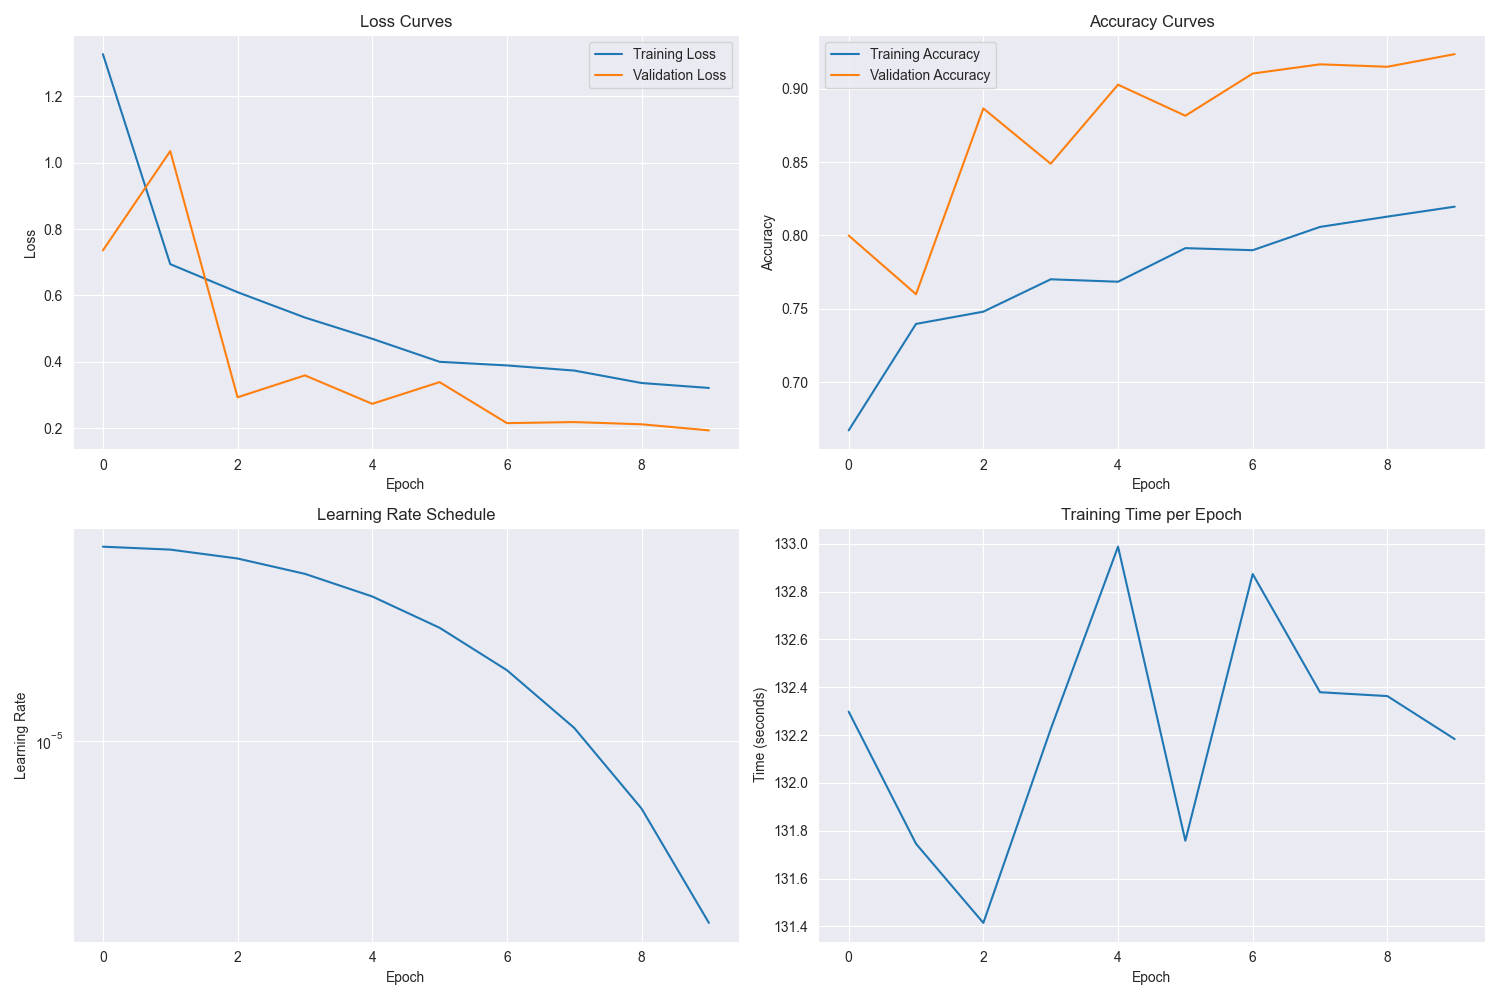 Loss Curves
Training Loss
Validation Loss
Loss
1.2
1.0
0.8
0.6
0.4
0.2
0 2 4 6 8
Epoch
Accuracy Curves
Training Accuracy
Validation Accuracy
Accuracy
0.90
0.85
0.80
0.75
0.70
0 2 4 6 8
Epoch
Learning Rate Schedule
Learning Rate
10⁻⁵
0 2 4 6 8
Epoch
Training Time per Epoch
Time (seconds)
133.0
132.8
132.6
132.4
132.2
132.0
131.8
131.6
131.4
0 2 4 6 8
Epoch